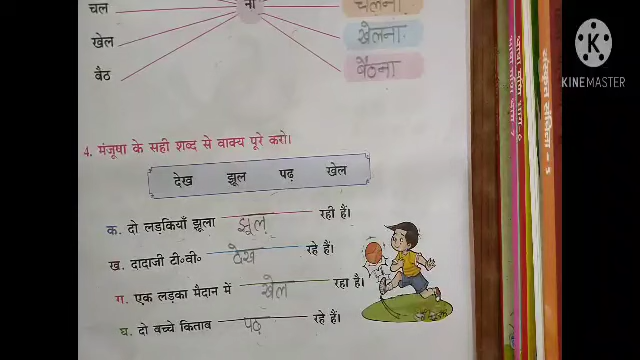 चल
ना
चलना
खेल
खेलना
बैठ
बैठना
KINEMASTER
4. मंजूषा के सही शब्द से वाक्य पूरे करो।
देख झूल पढ़ खेल
क. दो लड़कियाँ झूला झूल रही हैं।
ख. दादाजी टी॰वी॰ देख रहे हैं।
ग. एक लड़का मैदान में खेल रहा है।
घ. दो बच्चे किताब पढ़ रहे हैं।